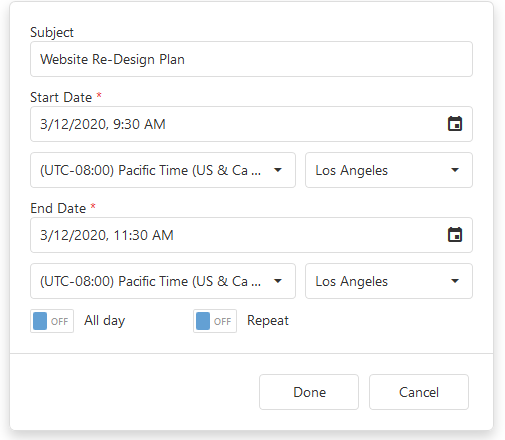 Subject
Website Re-Design Plan
Start Date *
3/12/2020, 9:30 AM
(UTC-08:00) Pacific Time (US & Ca ... Los Angeles
End Date *
3/12/2020, 11:30 AM
(UTC-08:00) Pacific Time (US & Ca ... Los Angeles
OFF All day OFF Repeat
Done Cancel